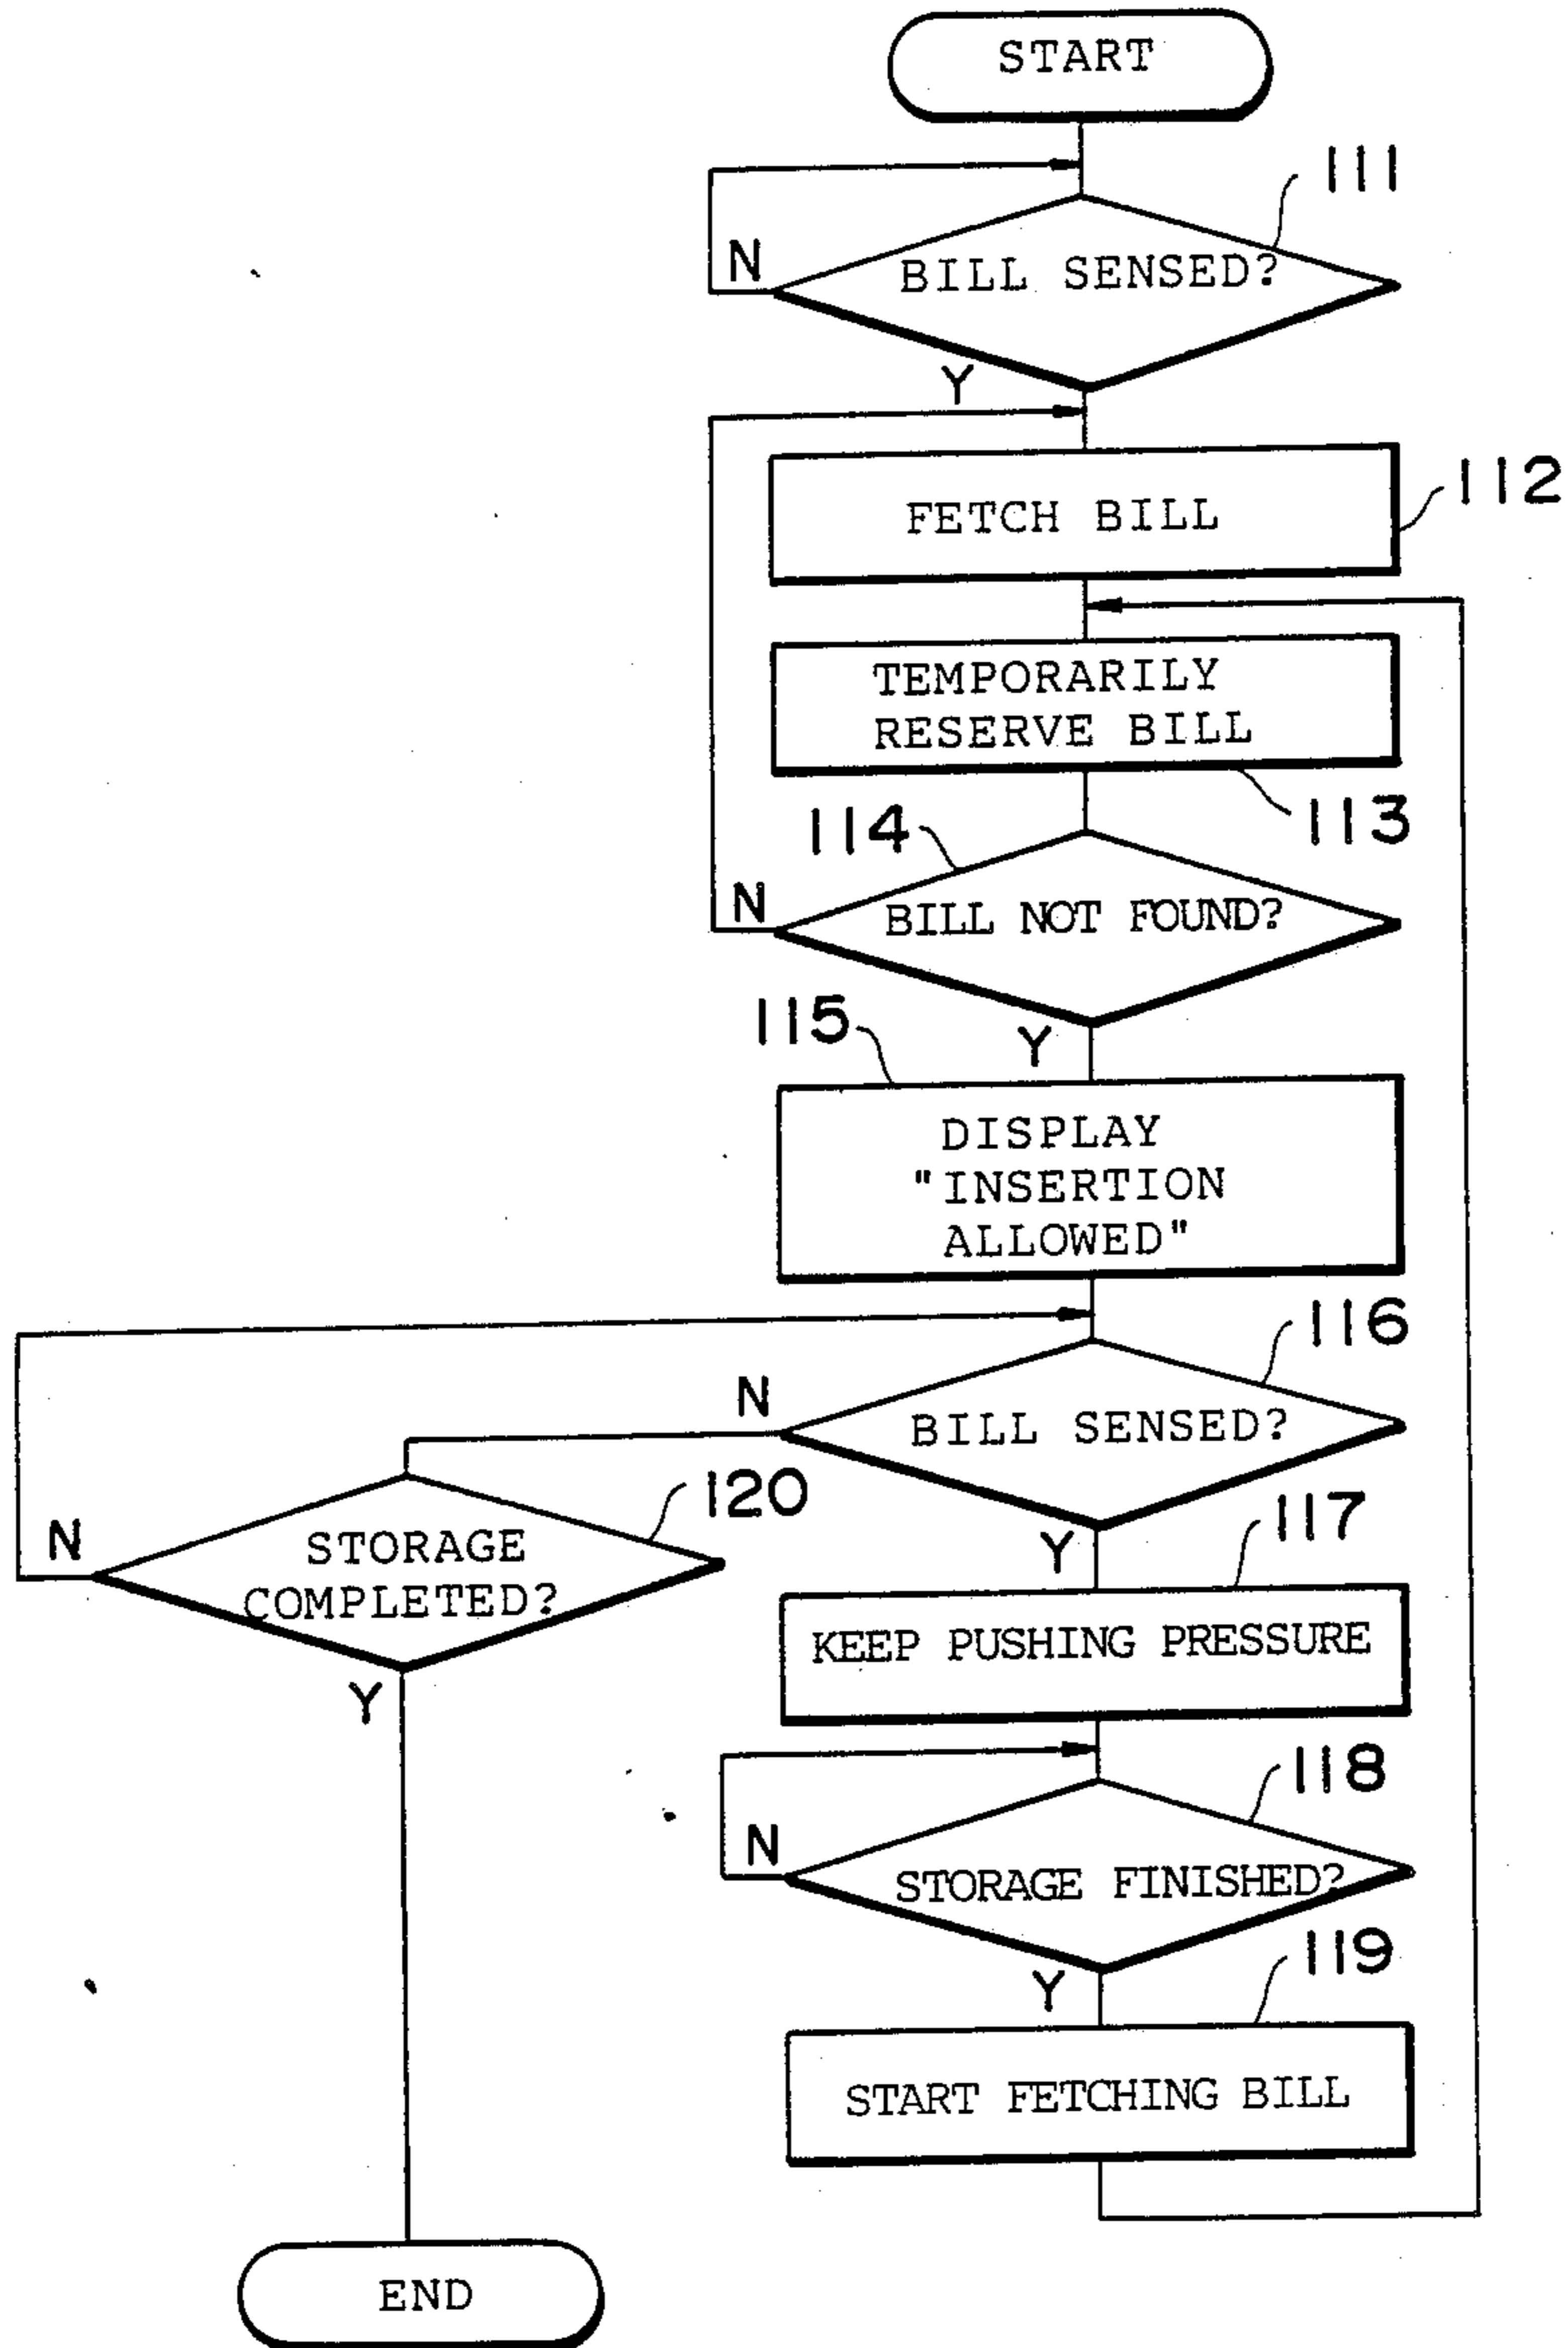 START
111
BILL SENSED?
N
Y
FETCH BILL
112
TEMPORARILY
RESERVE BILL
113
114
BILL NOT FOUND?
N
Y
115
DISPLAY
"INSERTION
ALLOWED"
116
BILL SENSED?
N
Y
120
STORAGE
COMPLETED?
N
Y
117
KEEP PUSHING PRESSURE
118
STORAGE FINISHED?
N
Y
119
START FETCHING BILL
END